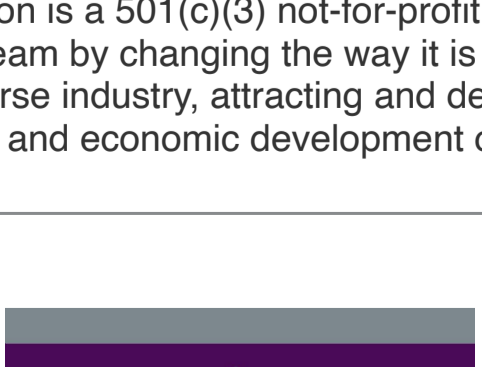 on is a 501(c)(3) not-for-profit
eam by changing the way it is
rse industry, attracting and de
and economic development